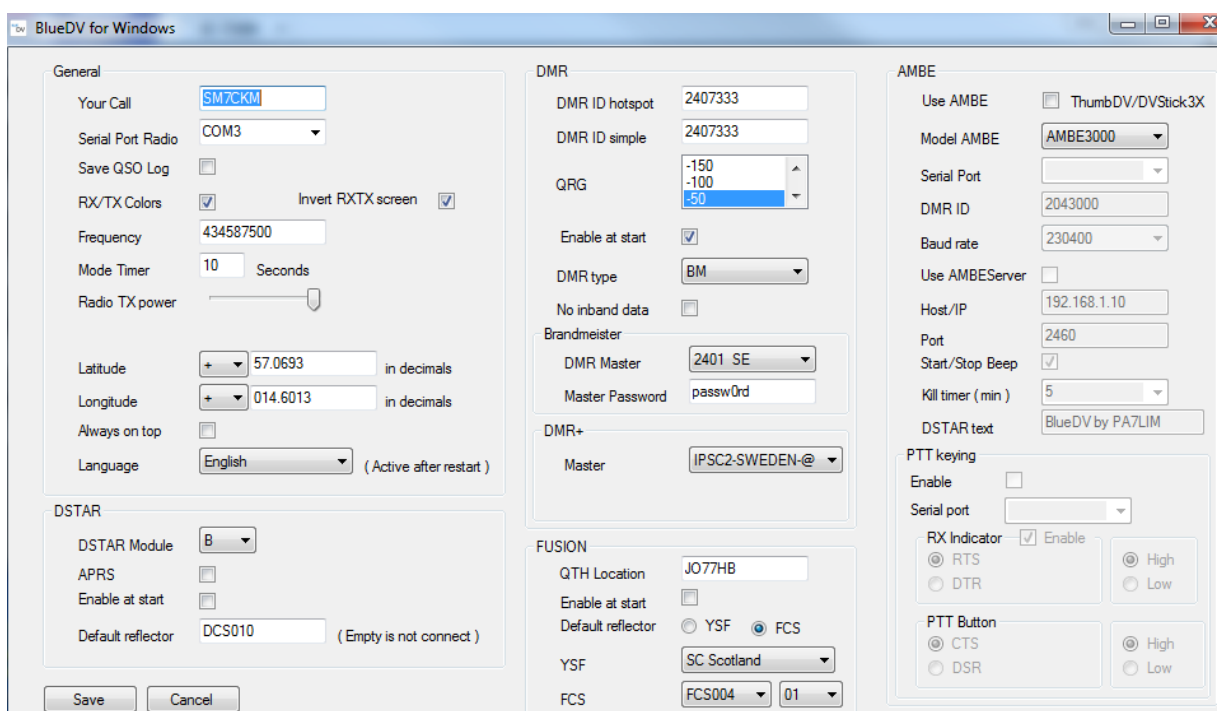 BlueDV for Windows
General
Your Call SM7CKM
Serial Port Radio COM3
Save QSO Log
RX/TX Colors Invert RXTX screen
Frequency 434587500
Mode Timer 10 Seconds
Radio TX power
Latitude + 57.0693 in decimals
Longitude + 014.6013 in decimals
Always on top
Language English ( Active after restart )
DSTAR
DSTAR Module B
APRS
Enable at start
Default reflector DCS010 ( Empty is not connect )
Save Cancel
DMR
DMR ID hotspot 2407333
DMR ID simple 2407333
QRG
-150
-100
-50
Enable at start
DMR type BM
No inband data
Brandmeister
DMR Master 2401 SE
Master Password passw0rd
DMR+
Master IPSC2-SWEDEN-@
FUSION
QTH Location JO77HB
Enable at start
Default reflector YSF FCS
YSF SC Scotland
FCS FCS004 01
AMBE
Use AMBE ThumbDV/DVStick3X
Model AMBE AMBE3000
Serial Port
DMR ID 2043000
Baud rate 230400
Use AMBEServer
Host/IP 192.168.1.10
Port 2460
Start/Stop Beep
Kill timer ( min ) 5
DSTAR text BlueDV by PA7LIM
PTT keying
Enable
Serial port
RX Indicator Enable
RTS High
DTR Low
PTT Button
CTS High
DSR Low